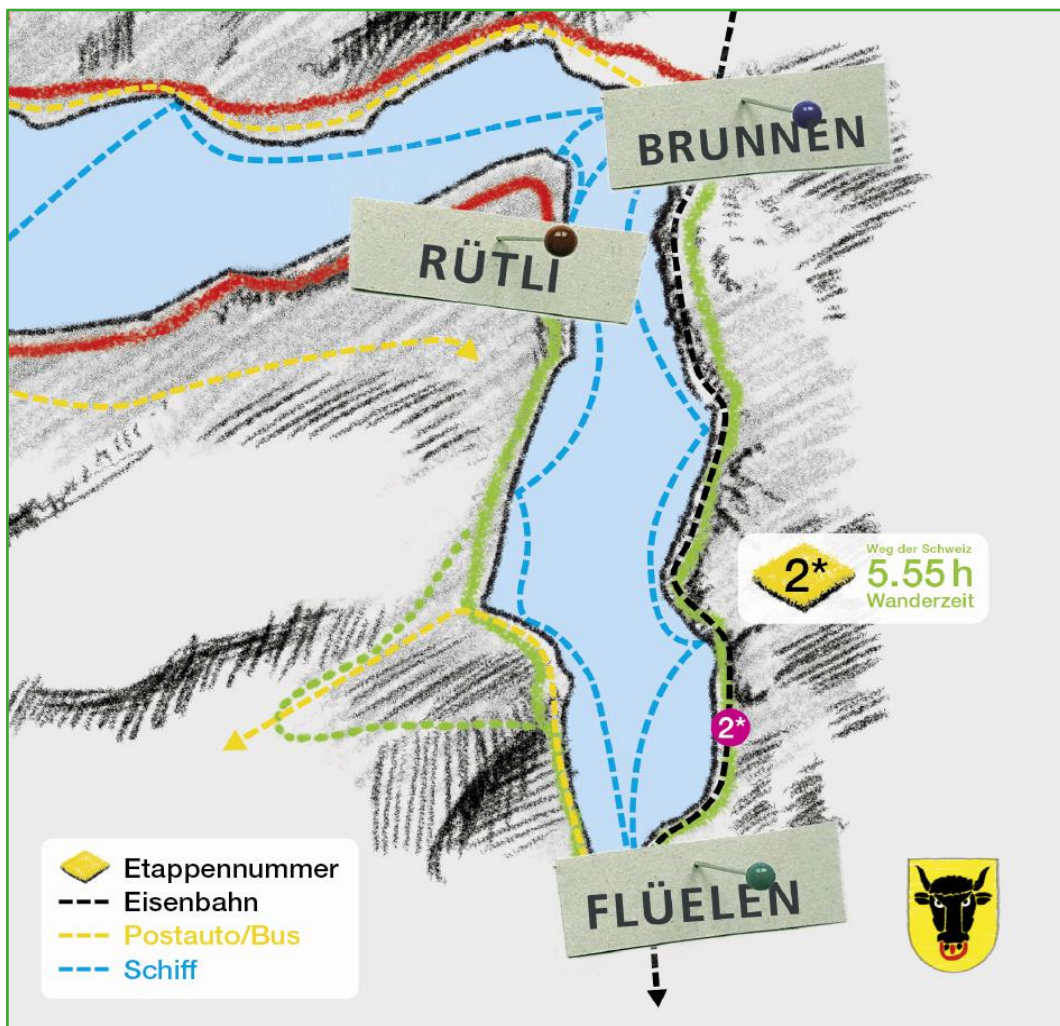 BRUNNEN
RÜTLI
2*
Weg der Schweiz
5.55 h
Wanderzeit
2*
FLÜELEN
Etappennummer
Eisenbahn
Postauto/Bus
Schiff